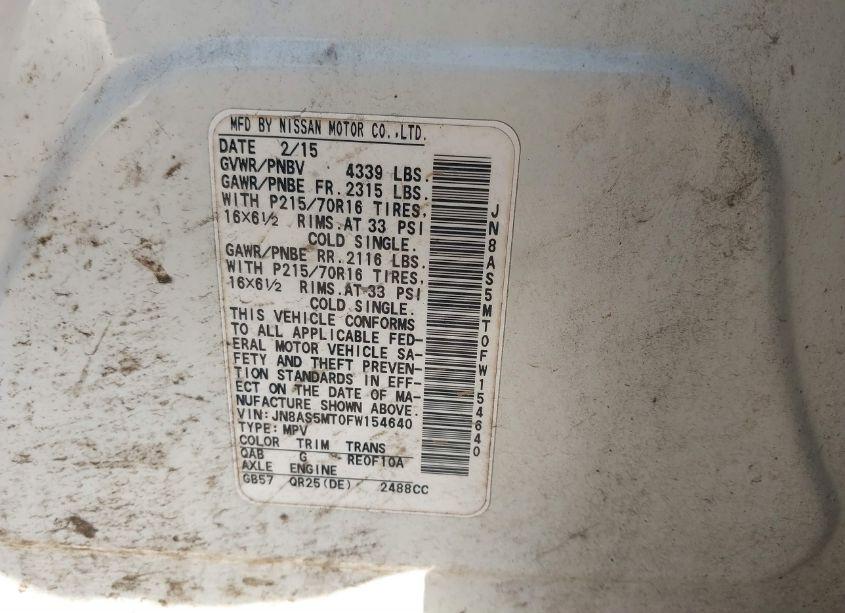 MFD BY NISSAN MOTOR CO.,LTD.
DATE 2/15
GVWR/PNBV 4339 LBS.
GAWR/PNBE FR. 2315 LBS.
WITH P215/70R16 TIRES,
16X6½ RIMS. AT 33 PSI
COLD SINGLE.
GAWR/PNBE RR. 2116 LBS.
WITH P215/70R16 TIRES,
16X6½ RIMS. AT 33 PSI
COLD SINGLE.
THIS VEHICLE CONFORMS
TO ALL APPLICABLE FED-
ERAL MOTOR VEHICLE SA-
FETY AND THEFT PREVEN-
TION STANDARDS IN EFF-
ECT ON THE DATE OF MA-
NUFACTURE SHOWN ABOVE.
VIN: JN8AS5MT0FW154640
TYPE: MPV
COLOR TRIM TRANS
QAB G RE0F10A
AXLE ENGINE
GB57 QR25(DE) 2488CC
JN8AS5MT0FW154640